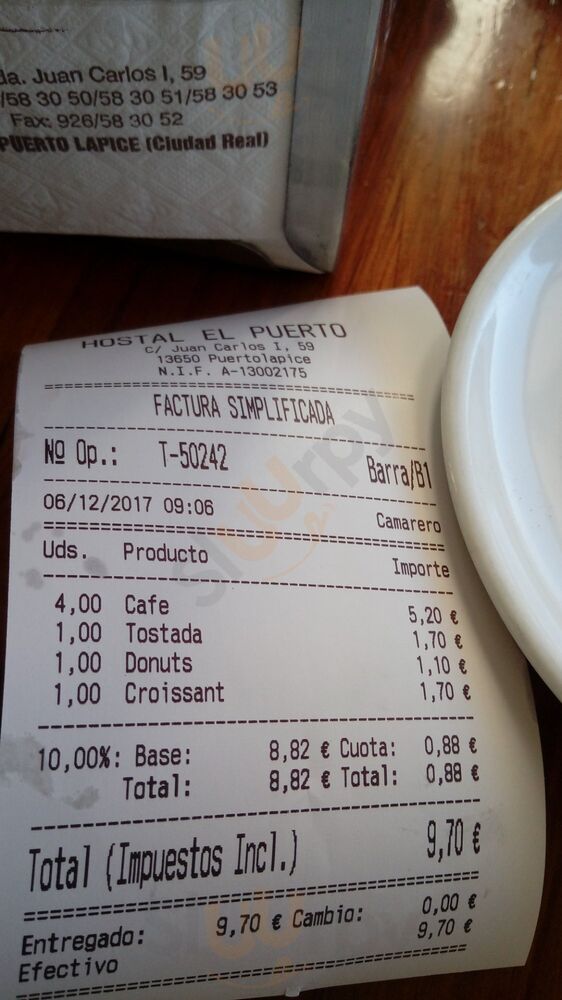 da. Juan Carlos I, 59
/58 30 50/58 30 51/58 30 53
Fax: 926/58 30 52
PUERTO LAPICE (Ciudad Real)
HOSTAL EL PUERTO
C/ Juan Carlos I, 59
13650 Puertolapice
N.I.F. A-13002175
FACTURA SIMPLIFICADA
Nº Op.: T-50242 Barra/B1
06/12/2017 09:06 Camarero
Uds. Producto Importe
4,00 Cafe 5,20 €
1,00 Tostada 1,70 €
1,00 Donuts 1,10 €
1,00 Croissant 1,70 €
10,00%: Base: 8,82 € Cuota: 0,88 €
Total: 8,82 € Total: 0,88 €
Total (Impuestos Incl.) 9,70 €
Entregado: 9,70 € Cambio: 0,00 €
Efectivo 9,70 €
sluurpy